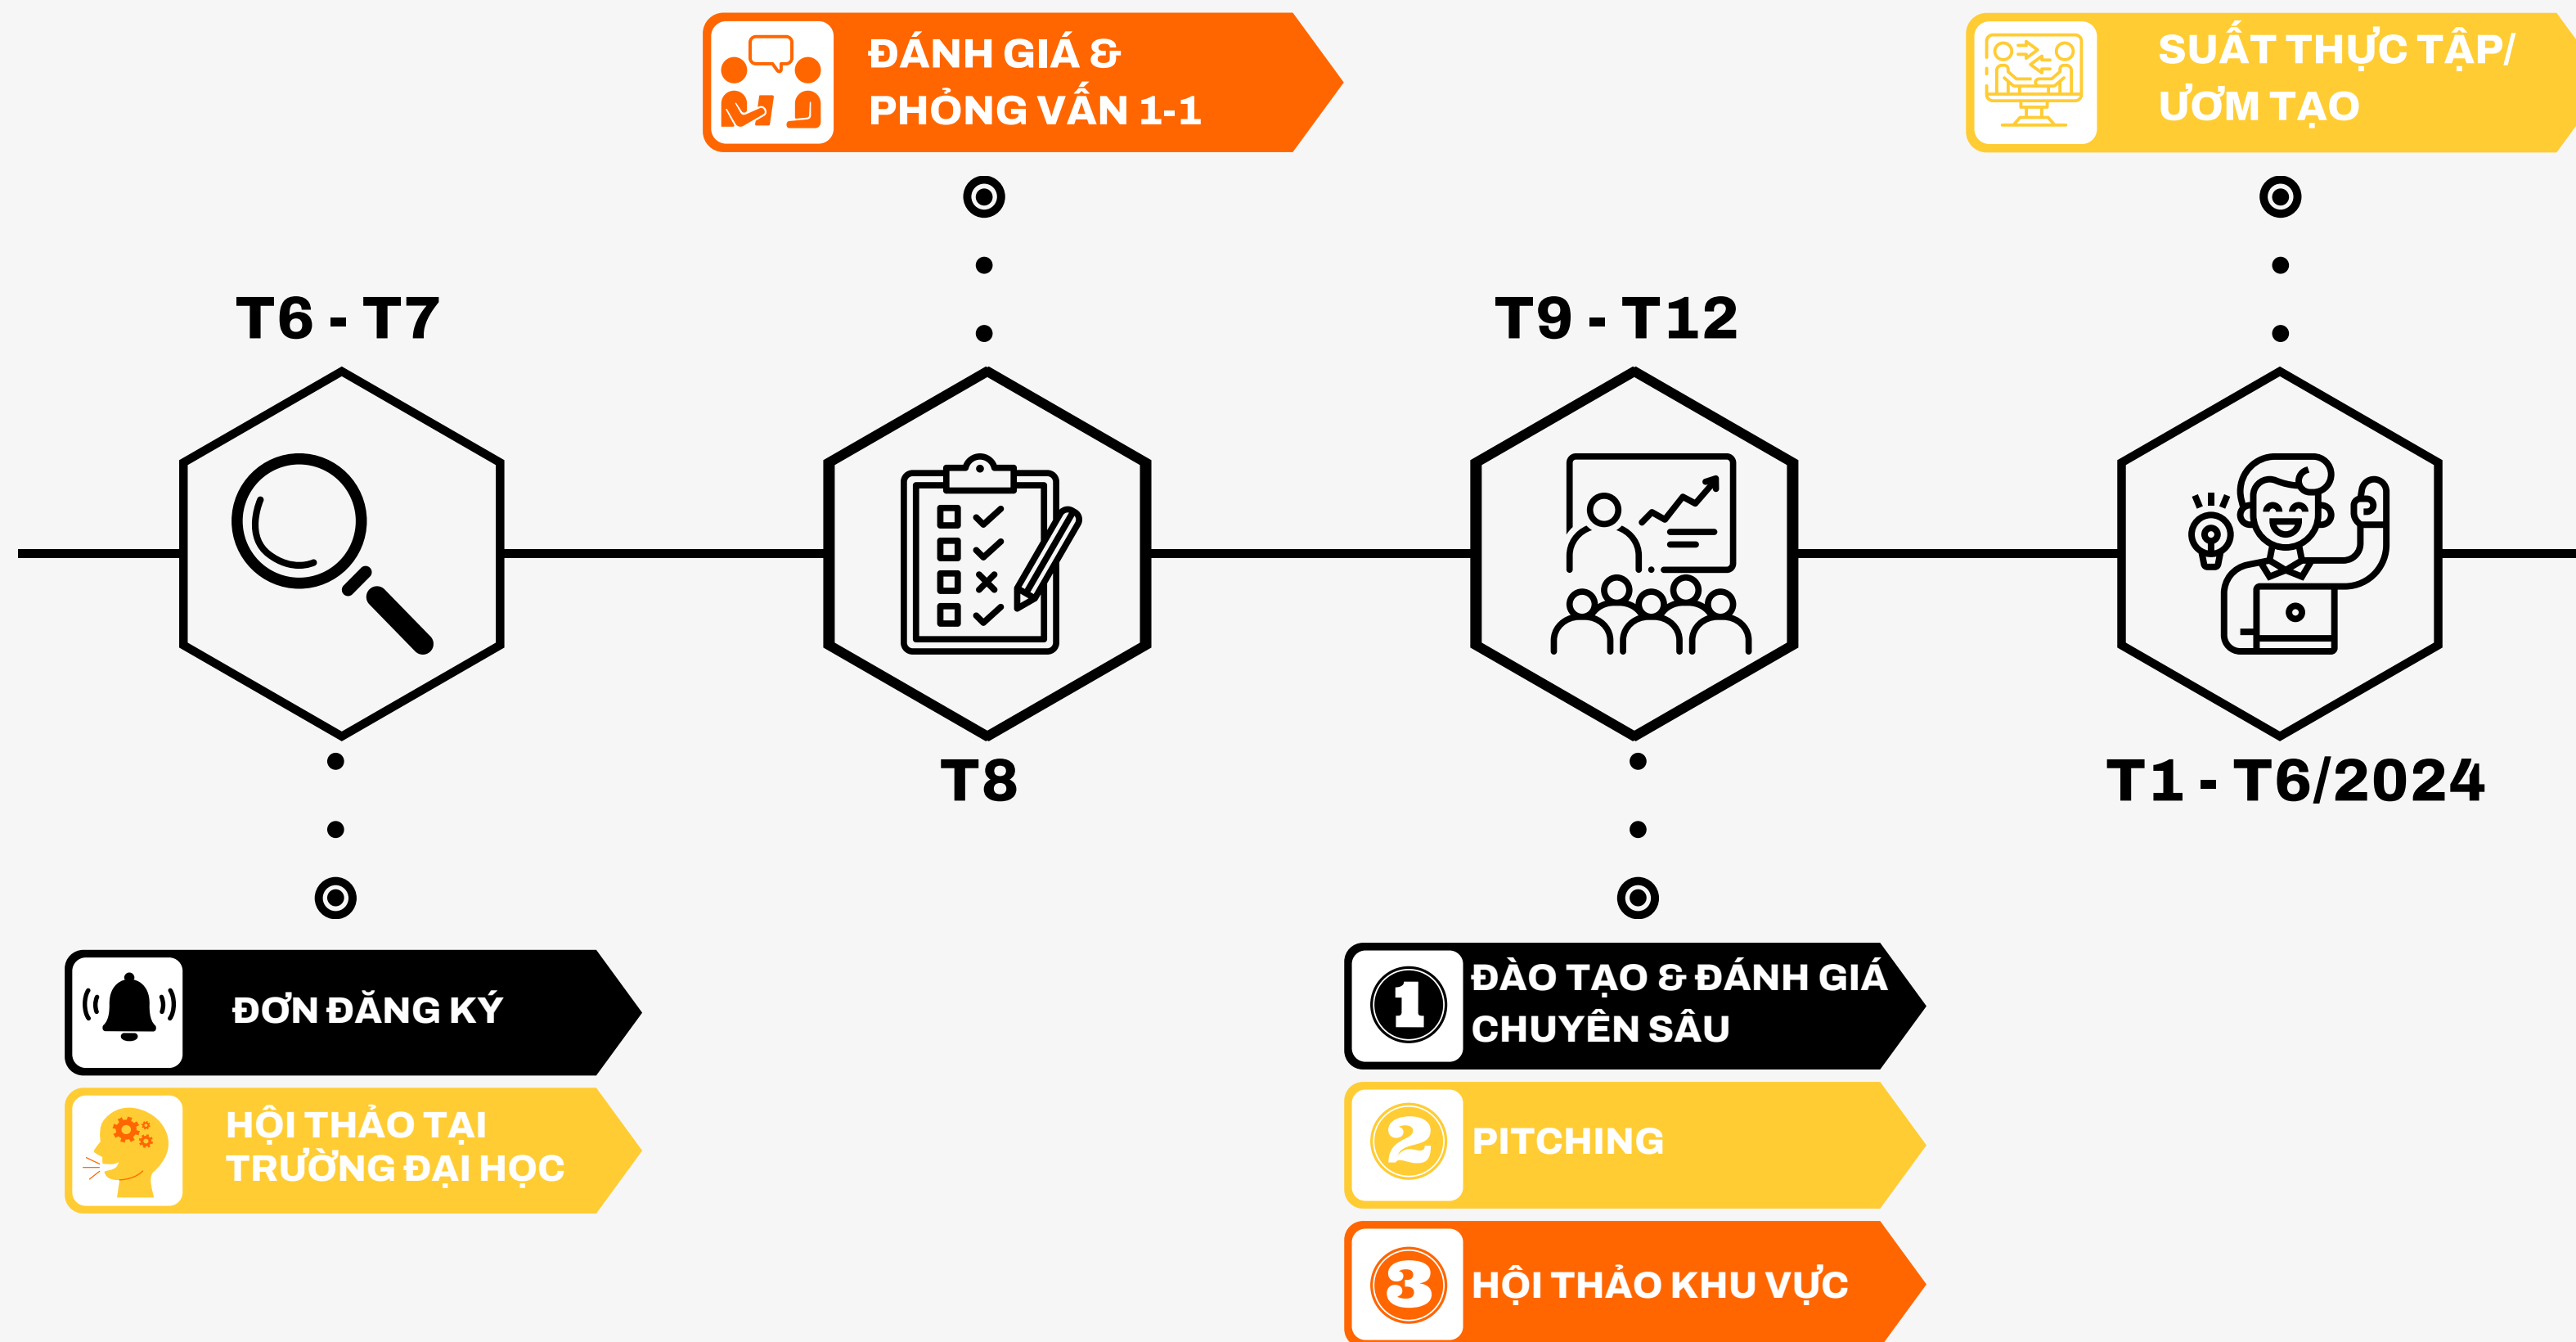 ĐÁNH GIÁ &
PHỎNG VẤN 1-1
SUẤT THỰC TẬP/
ƯƠM TẠO
T6 - T7
T9 - T12
T8
T1 - T6/2024
ĐƠN ĐĂNG KÝ
HỘI THẢO TẠI
TRƯỜNG ĐẠI HỌC
1
ĐÀO TẠO & ĐÁNH GIÁ
CHUYÊN SÂU
2
PITCHING
3
HỘI THẢO KHU VỰC